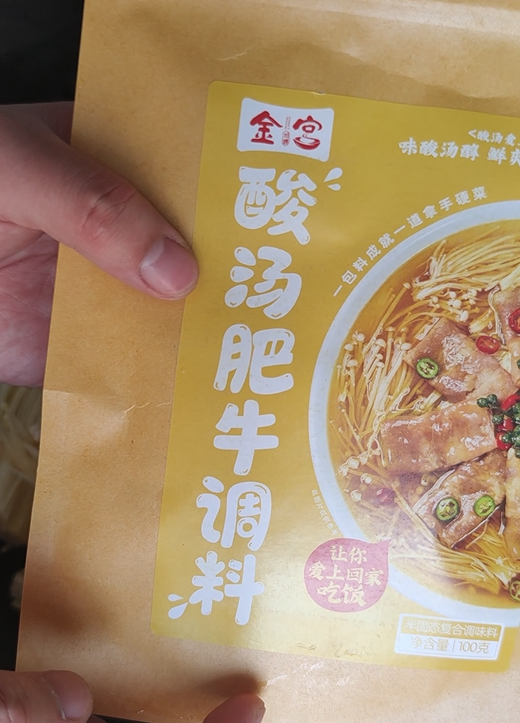 金宫
酸汤肥牛调料
<酸汤
味酸汤醇 鲜爽
一包料成就一道拿手硬菜
让你
爱上回家
吃饭
半固态复合调味料
净含量 100克